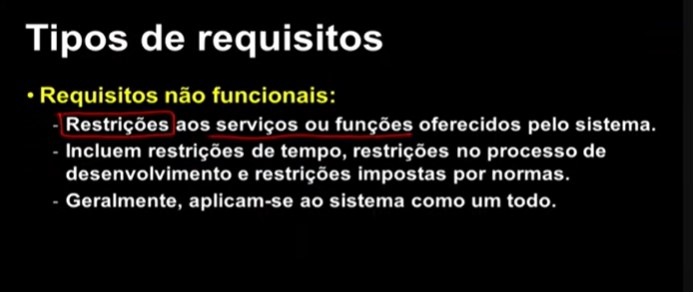 Tipos de requisitos
• Requisitos não funcionais:
- Restrições aos serviços ou funções oferecidos pelo sistema.
- Incluem restrições de tempo, restrições no processo de
desenvolvimento e restrições impostas por normas.
- Geralmente, aplicam-se ao sistema como um todo.